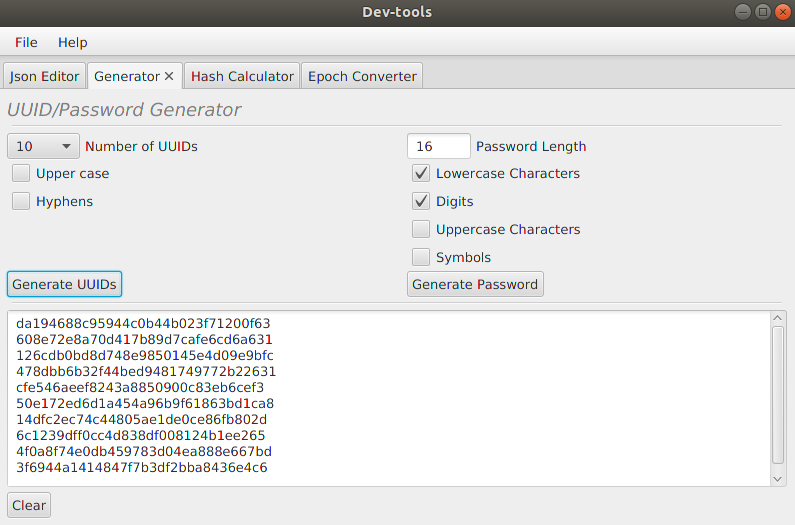 Dev-tools
File Help
Json Editor Generator Hash Calculator Epoch Converter
UUID/Password Generator
10 Number of UUIDs 16 Password Length
Upper case Lowercase Characters
Hyphens Digits
Uppercase Characters
Symbols
Generate UUIDs Generate Password
da194688c95944c0b44b023f71200f63
608e72e8a70d417b89d7cafe6cd6a631
126cdb0bd8d748e9850145e4d09e9bfc
478dbb6b32f44bed9481749772b22631
cfe546aeef8243a8850900c83eb6cef3
50e172ed6d1a454a96b9f61863bd1ca8
14dfc2ec74c44805ae1de0ce86fb802d
6c1239dff0cc4d838df008124b1ee265
4f0a8f74e0db459783d04ea888e667bd
3f6944a1414847f7b3df2bba8436e4c6
Clear